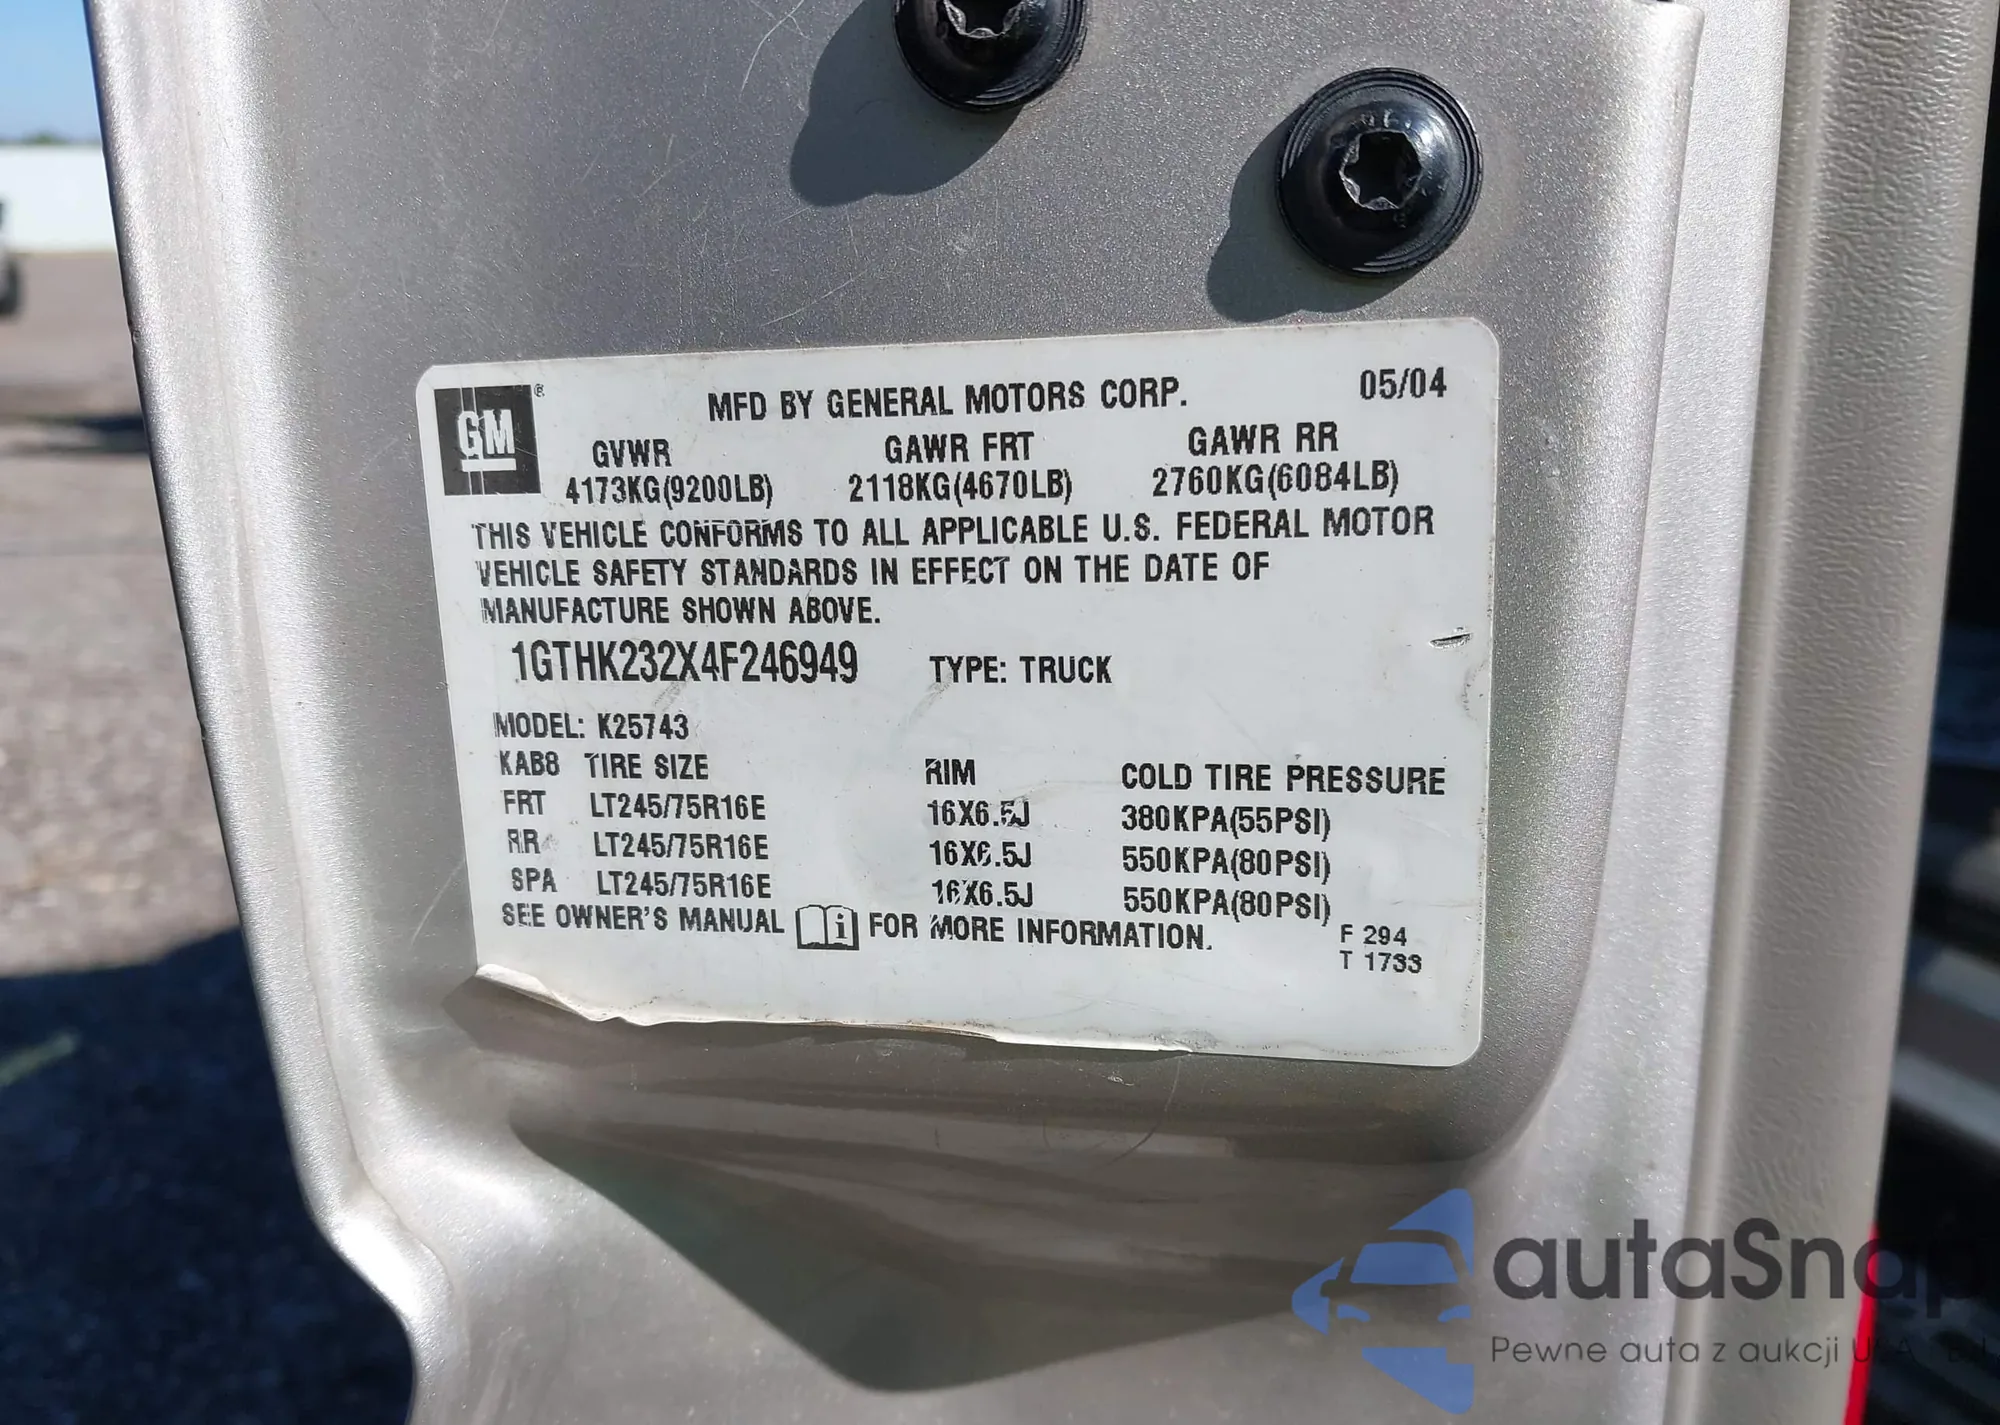 GM ®
MFD BY GENERAL MOTORS CORP. 05/04
GVWR GAWR FRT GAWR RR
4173KG(9200LB) 2118KG(4670LB) 2760KG(6084LB)
THIS VEHICLE CONFORMS TO ALL APPLICABLE U.S. FEDERAL MOTOR
VEHICLE SAFETY STANDARDS IN EFFECT ON THE DATE OF
MANUFACTURE SHOWN ABOVE.
1GTHK232X4F246949 TYPE: TRUCK
MODEL: K25743
KAB8 TIRE SIZE RIM COLD TIRE PRESSURE
FRT LT245/75R16E 16X6.5J 380KPA(55PSI)
RR LT245/75R16E 16X6.5J 550KPA(80PSI)
SPA LT245/75R16E 16X6.5J 550KPA(80PSI)
SEE OWNER'S MANUAL i FOR MORE INFORMATION.
F 294
T 1733
autaSnap
Pewne auta z aukcji